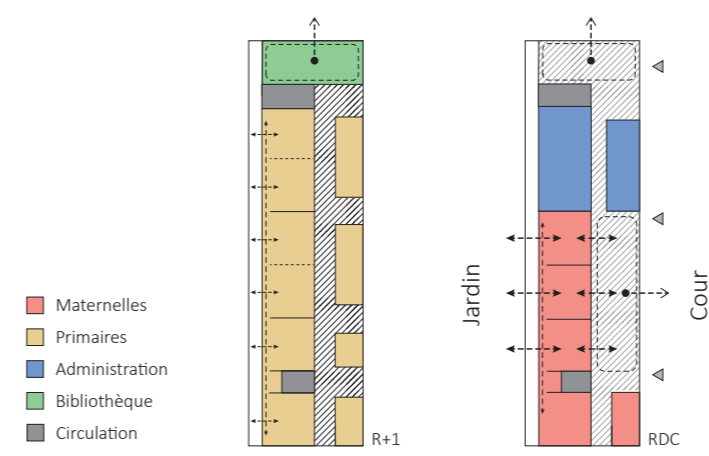 Jardin
Cour
Maternelles
Primaires
Administration
Bibliothèque
Circulation
R+1
RDC